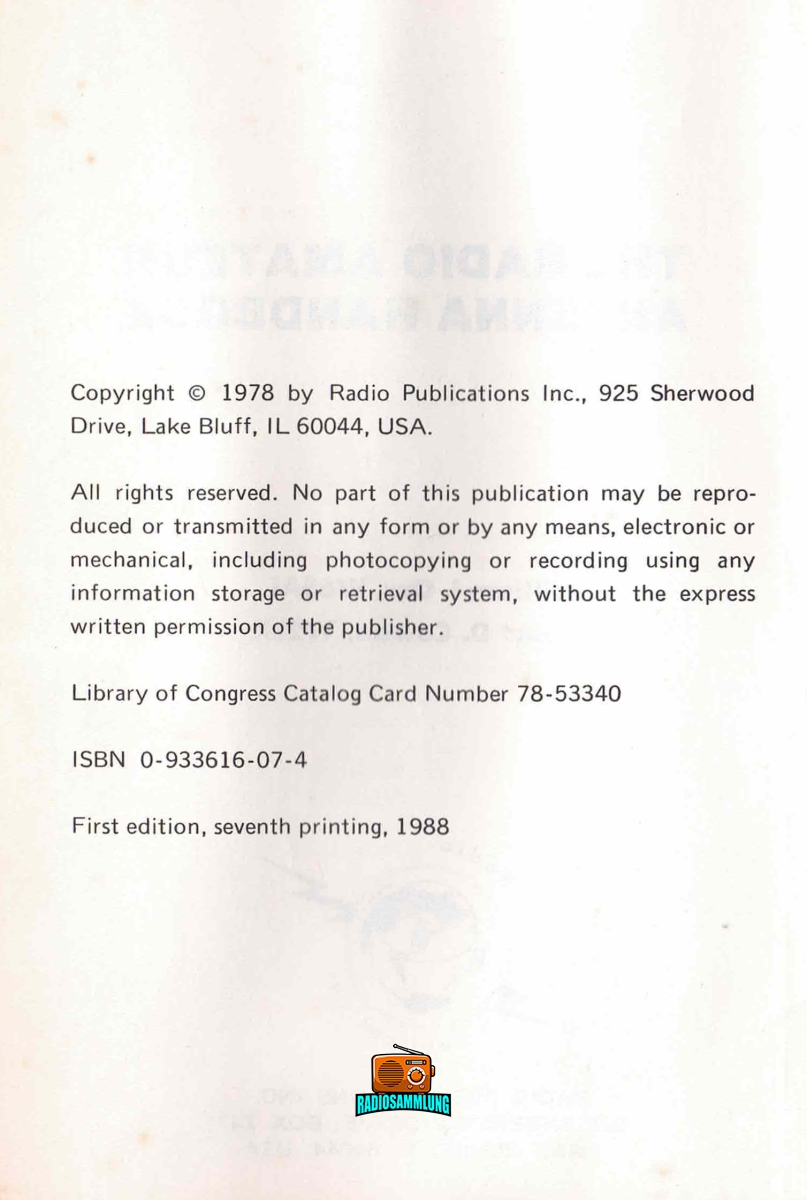 Copyright © 1978 by Radio Publications Inc., 925 Sherwood
Drive, Lake Bluff, IL 60044, USA.
All rights reserved. No part of this publication may be repro-
duced or transmitted in any form or by any means, electronic or
mechanical, including photocopying or recording using any
information storage or retrieval system, without the express
written permission of the publisher.
Library of Congress Catalog Card Number 78-53340
ISBN 0-933616-07-4
First edition, seventh printing, 1988
RADIOSAMMLUNG